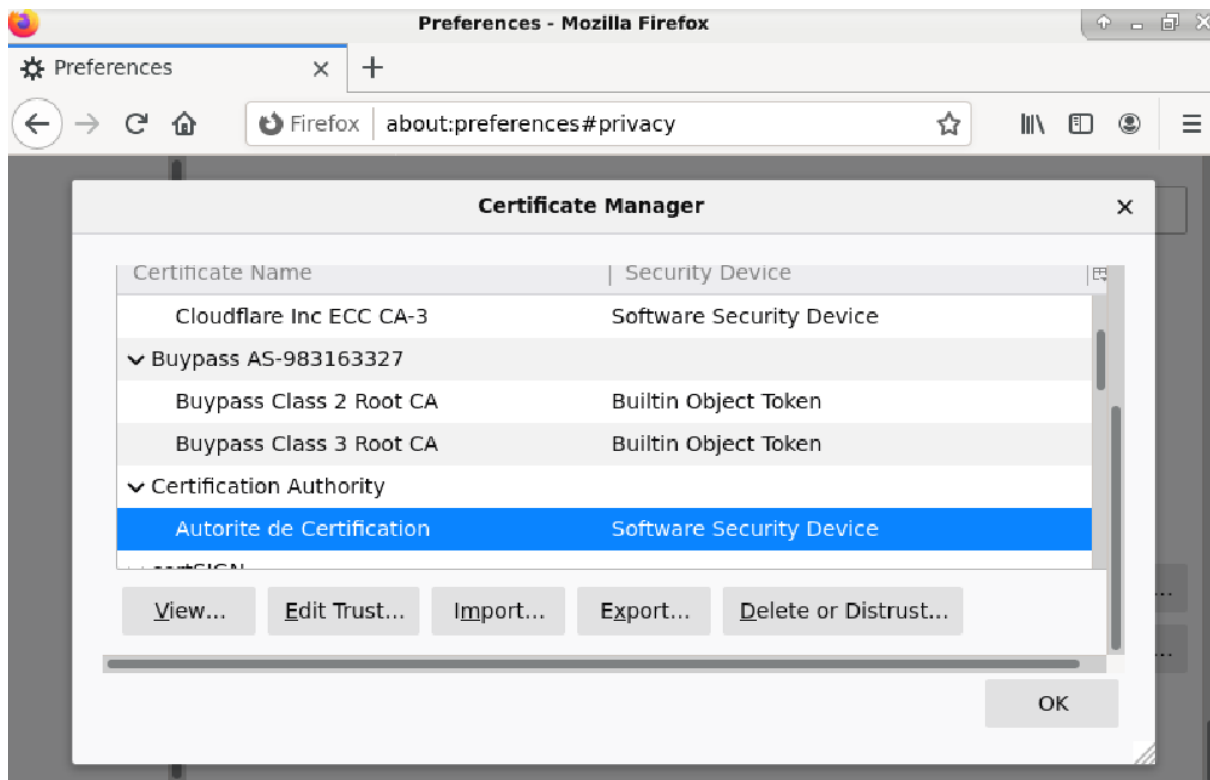 Preferences - Mozilla Firefox
Preferences
Firefox about:preferences#privacy
Certificate Manager
Certificate Name Security Device
Cloudflare Inc ECC CA-3 Software Security Device
Buypass AS-983163327
Buypass Class 2 Root CA Builtin Object Token
Buypass Class 3 Root CA Builtin Object Token
Certification Authority
Autorite de Certification Software Security Device
certSIGN
View... Edit Trust... Import... Export... Delete or Distrust...
OK